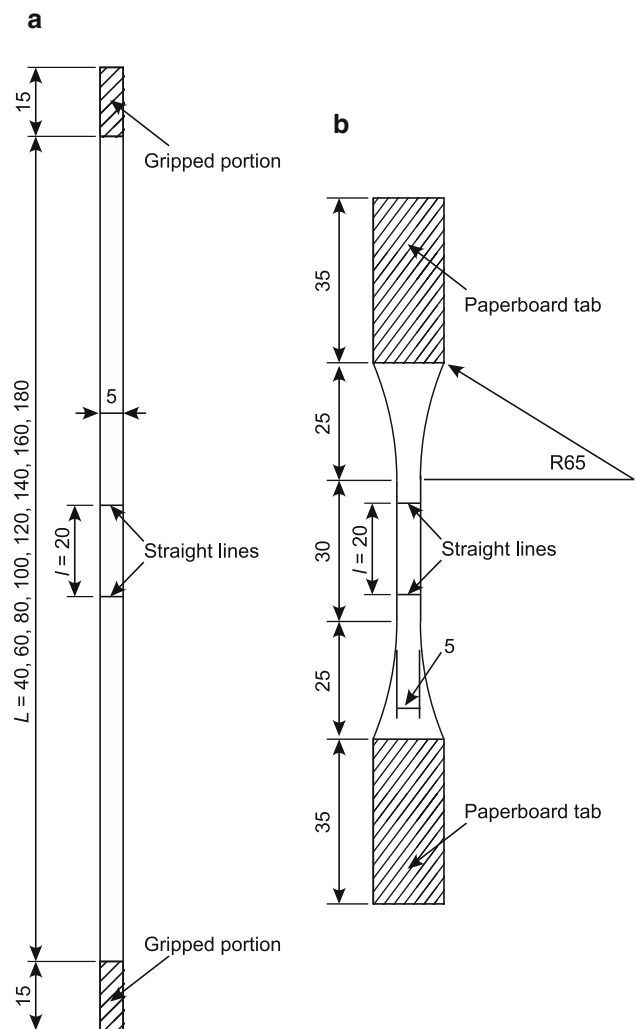 a
15
Gripped portion
b
35
Paperboard tab
25
R65
5
L = 40, 60, 80, 100, 120, 140, 160, 180
l = 20
Straight lines
30
l = 20
Straight lines
25
5
35
Paperboard tab
Gripped portion
15